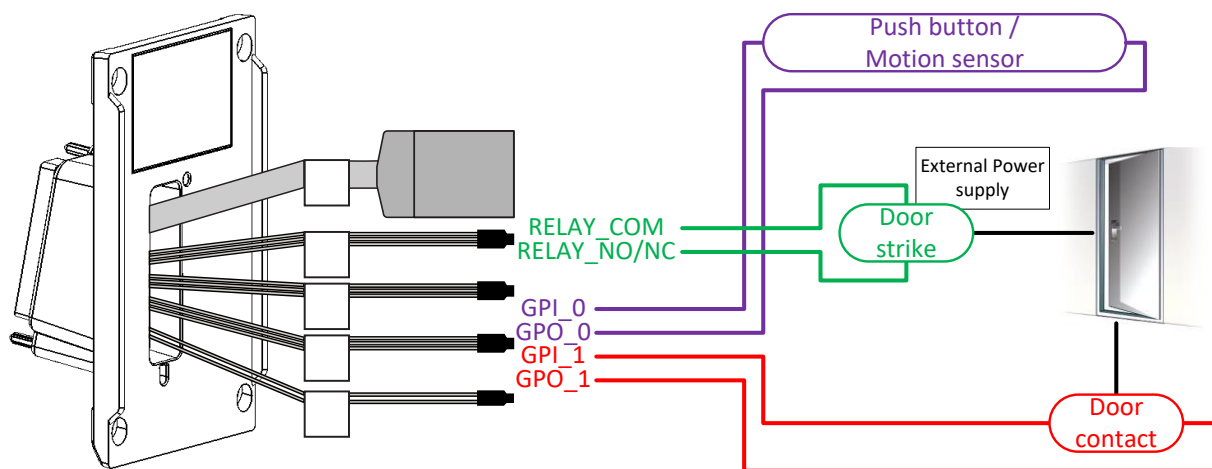 Push button /
Motion sensor
External Power
supply
RELAY_COM
RELAY_NO/NC
Door
strike
GPI_0
GPO_0
GPI_1
GPO_1
Door
contact